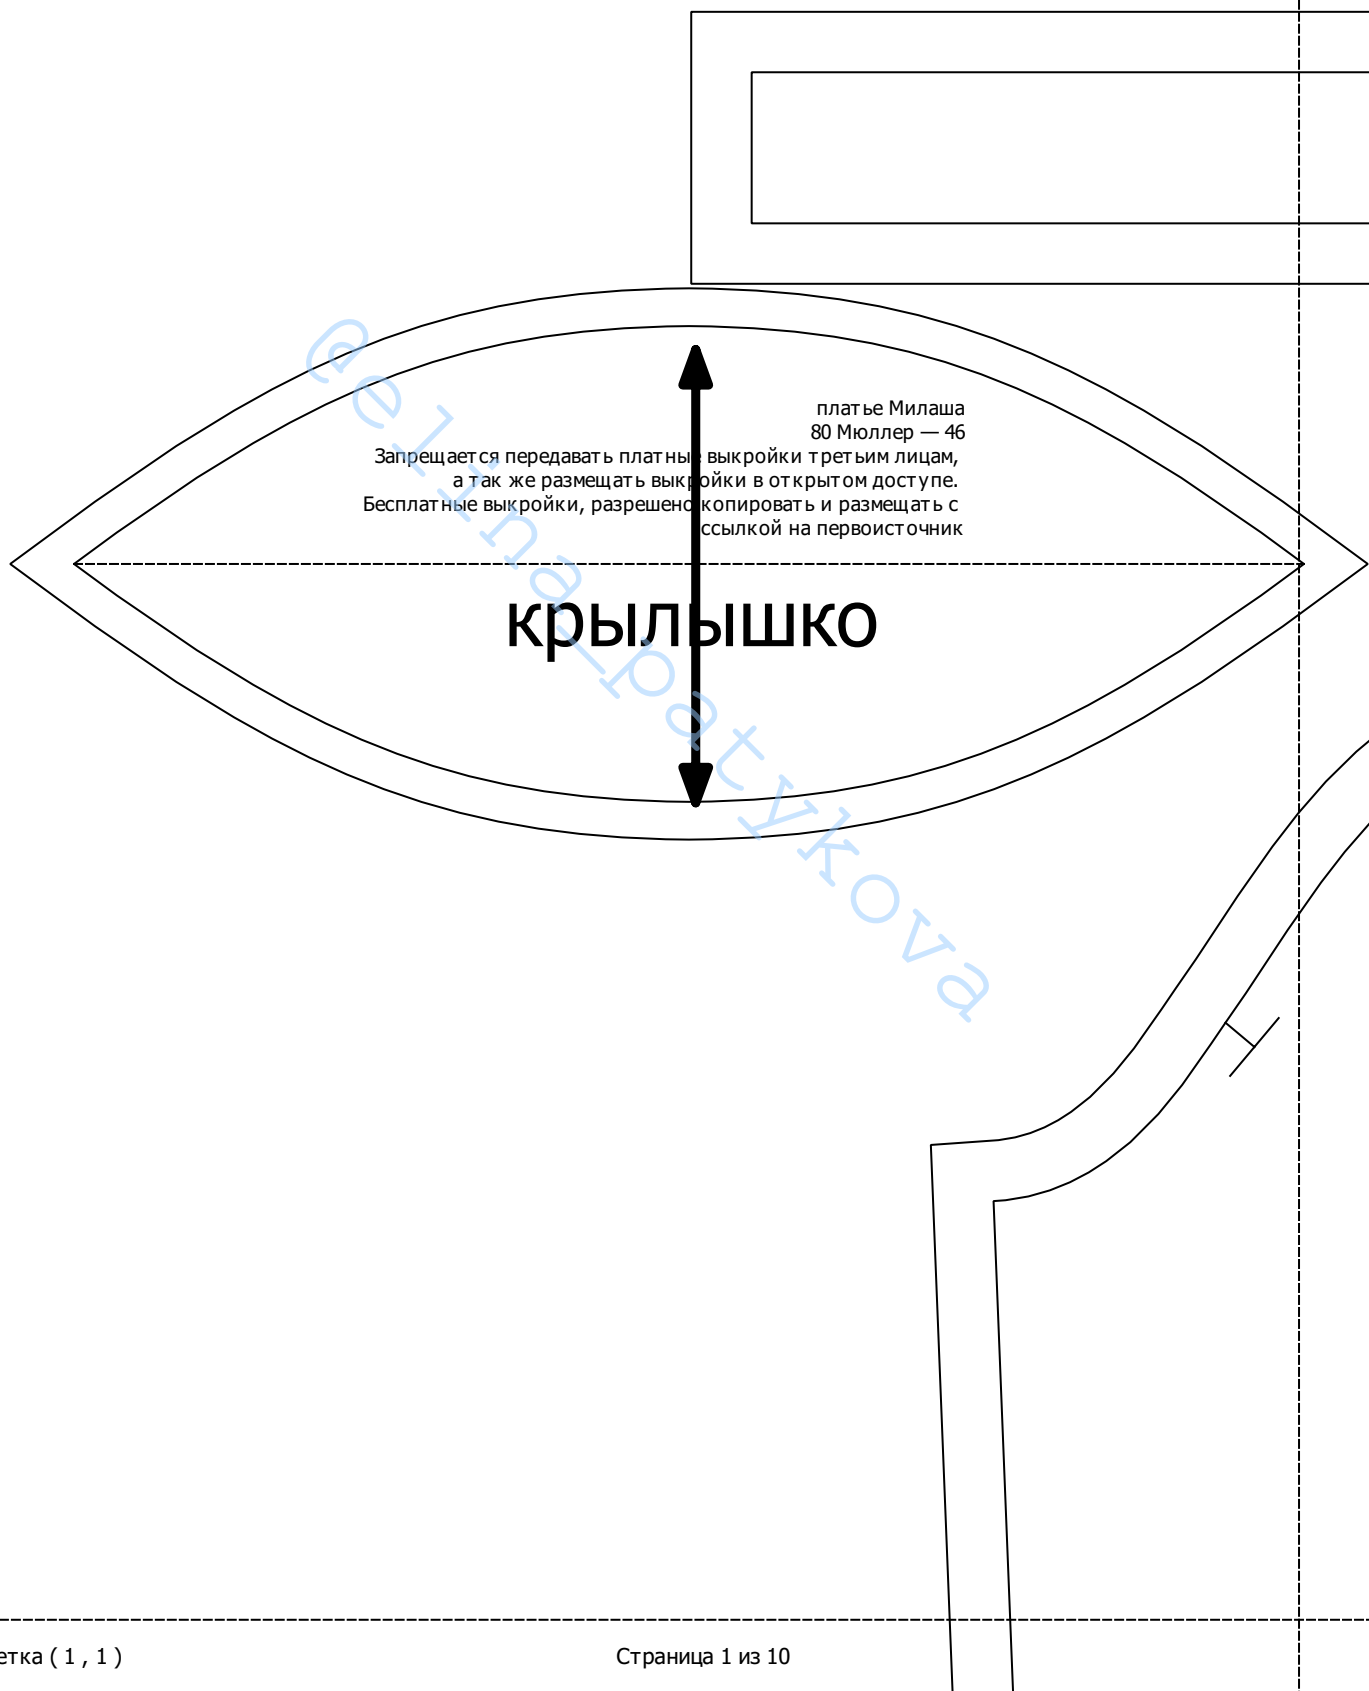 платье Милаша
80 Мюллер — 46
Запрещается передавать платные выкройки третьим лицам,
а так же размещать выкройки в открытом доступе.
Бесплатные выкройки, разрешено копировать и размещать с
ссылкой на первоисточник
крылышко
@elina_patykova
етка ( 1 , 1 )
Страница 1 из 10